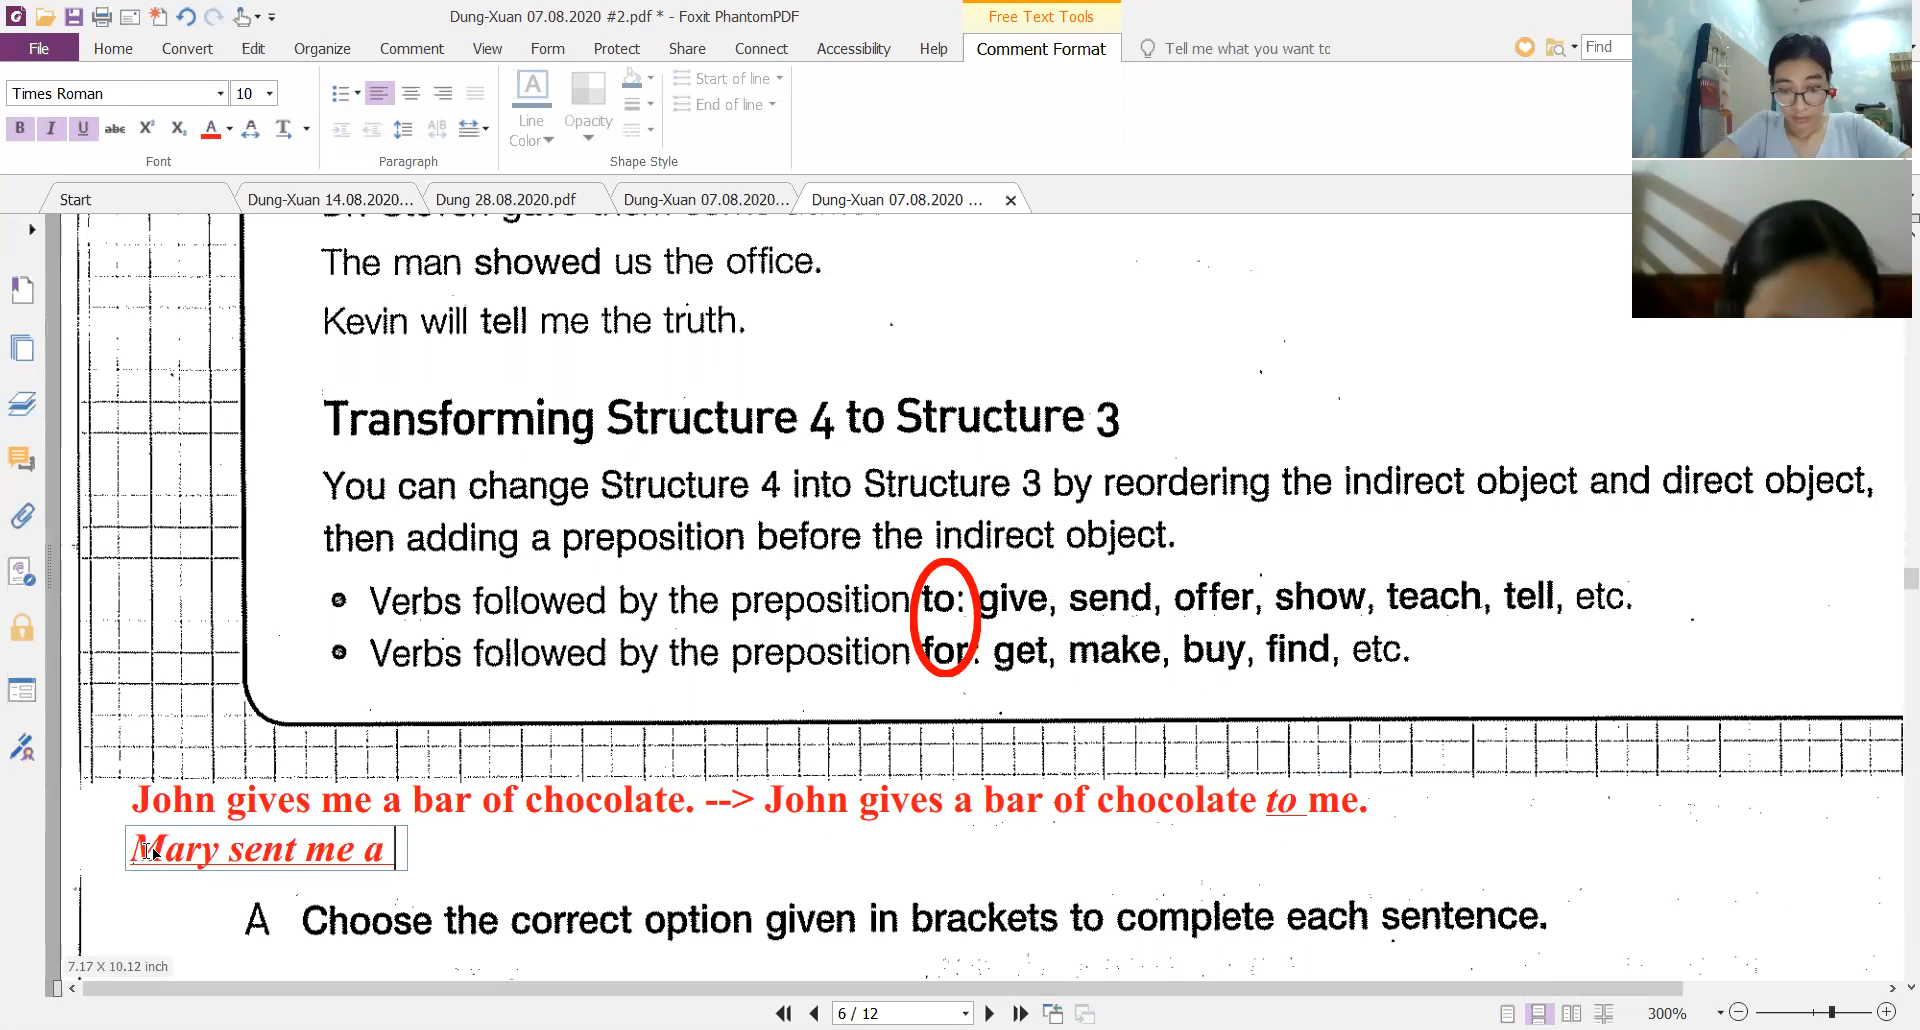 Dung-Xuan 07.08.2020 #2.pdf * - Foxit PhantomPDF
Free Text Tools
File Home Convert Edit Organize Comment View Form Protect Share Connect Accessibility Help Comment Format Tell me what you want to Find
Times Roman 10
Start of line
End of line
Line Color
Opacity
B I U abc X² X₂ A
Font Paragraph Shape Style
Start Dung-Xuan 14.08.2020... Dung 28.08.2020.pdf Dung-Xuan 07.08.2020... Dung-Xuan 07.08.2020 ...
The man showed us the office.
Kevin will tell me the truth.
Transforming Structure 4 to Structure 3
You can change Structure 4 into Structure 3 by reordering the indirect object and direct object,
then adding a preposition before the indirect object.
Verbs followed by the preposition to: give, send, offer, show, teach, tell, etc.
Verbs followed by the preposition for: get, make, buy, find, etc.
John gives me a bar of chocolate. --> John gives a bar of chocolate to me.
Mary sent me a
A Choose the correct option given in brackets to complete each sentence.
7.17 X 10.12 inch
6 / 12
300%